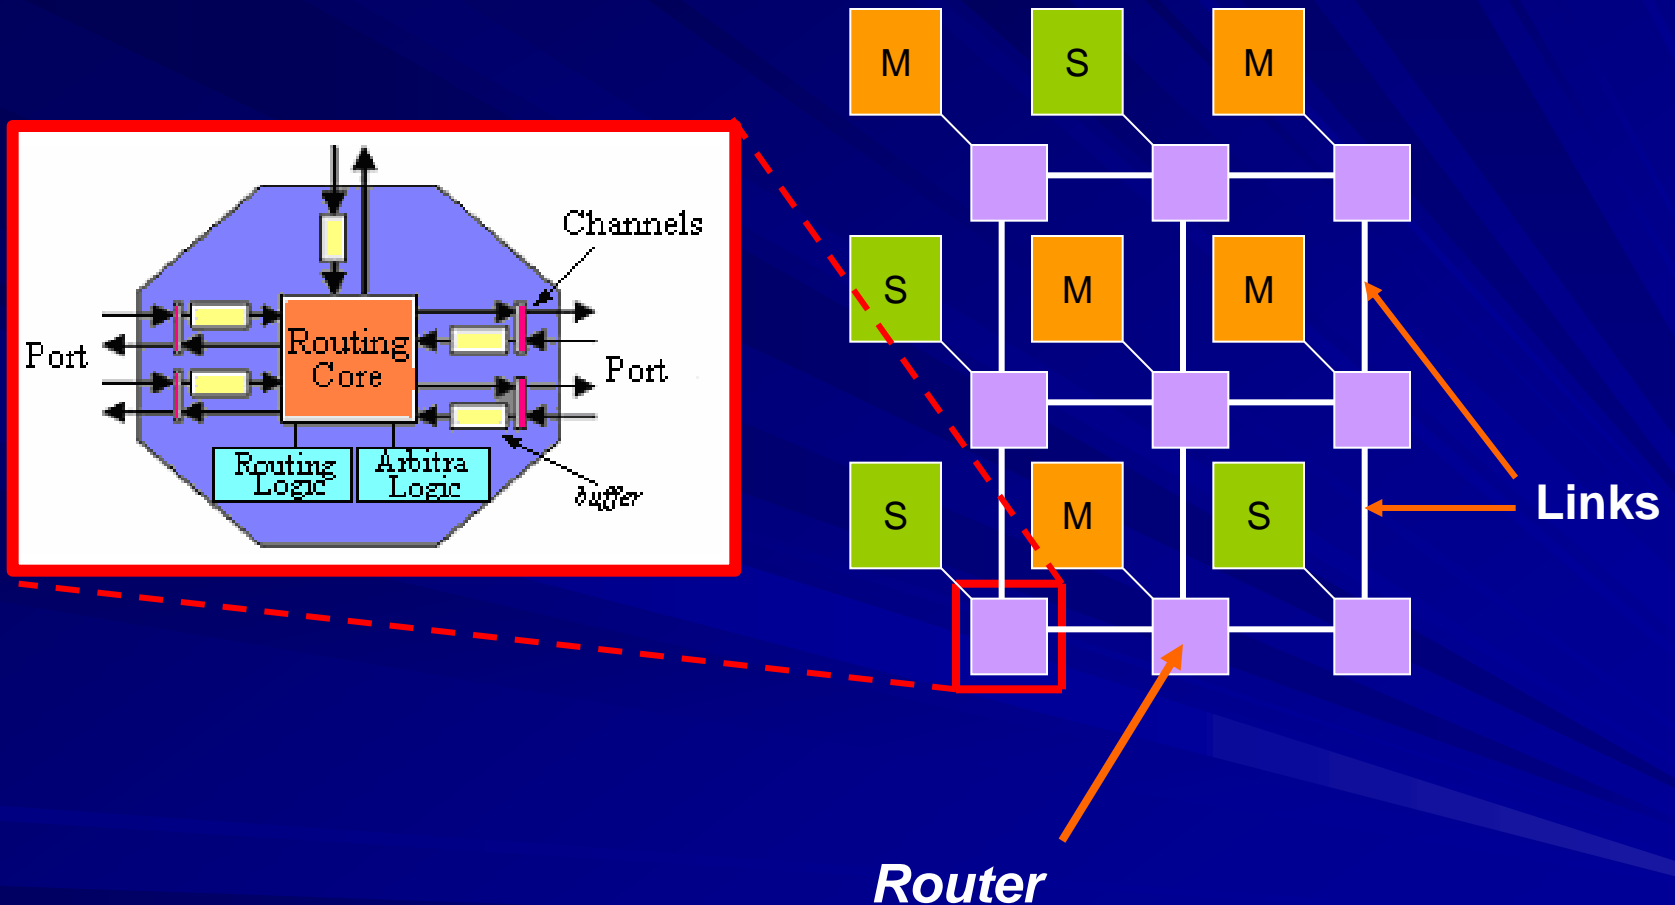 M
S
M
Channels
Port
Routing
Core
Port
Routing
Logic
Arbitra
Logic
buffer
S
M
M
S
M
S
Links
Router